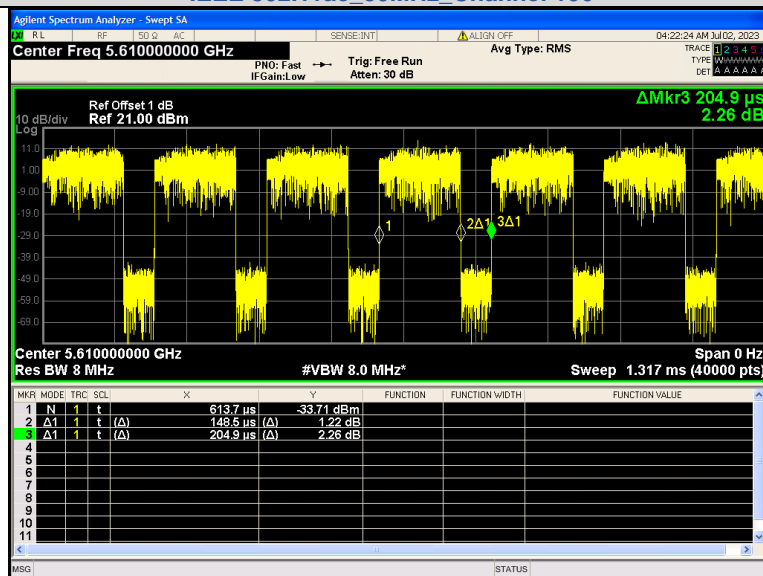 Agilent Spectrum Analyzer - Swept SA
LXI RL RF 50 Ω AC SENSE:INT ALIGN OFF 04:22:24 AM Jul 02, 2023
Center Freq 5.610000000 GHz
PNO: Fast
IFGain:Low
Trig: Free Run
Atten: 30 dB
Avg Type: RMS
TRACE 1 2 3 4 5
TYPE
DET A A A A A
ΔMkr3 204.9 µs
2.26 dB
Ref Offset 1 dB
10 dB/div Ref 21.00 dBm
Log
11.0
1.00
-9.00
-19.0
-29.0
-39.0
-49.0
-59.0
-69.0
1
2Δ1
3Δ1
Center 5.610000000 GHz Span 0 Hz
Res BW 8 MHz #VBW 8.0 MHz* Sweep 1.317 ms (40000 pts)
MKR MODE TRC SCL X Y FUNCTION FUNCTION WIDTH FUNCTION VALUE
1 N 1 t 613.7 µs -33.71 dBm
2 Δ1 1 t (Δ) 148.5 µs (Δ) 1.22 dB
3 Δ1 1 t (Δ) 204.9 µs (Δ) 2.26 dB
4
5
6
7
8
9
10
11
MSG STATUS